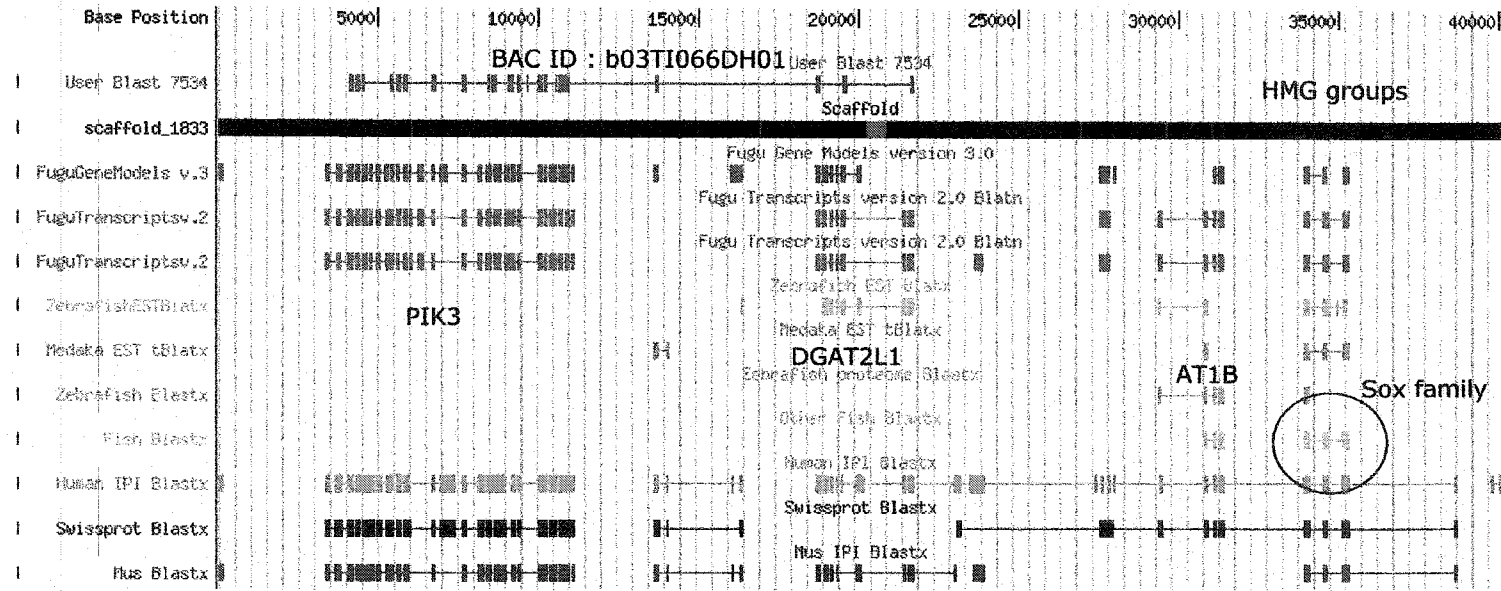 Base Position 5000| 10000| 15000| 20000| 25000| 30000| 35000| 40000|
BAC ID : b03TI066DH01 User Blast 7534
User Blast 7534
HMG groups
Scaffold
scaffold_1833
Fugu Gene Models version 3.0
FuguGeneModels v.3
Fugu Transcripts version 2.0 Blatn
FuguTranscriptsv.2
Fugu Transcripts version 2.0 Blatn
FuguTranscriptsv.2
Zebrafish EST Blatx
ZebrafishESTBlatx
PIK3
Medaka EST tBlatx
Medaka EST tBlatx
DGAT2L1
Zebrafish proteome Blastx
AT1B
Zebrafish Blastx
Sox family
Other Fish Blastx
Fish Blastx
Human IPI Blastx
Human IPI Blastx
Swissprot Blastx
Swissprot Blastx
Mus IPI Blastx
Mus Blastx